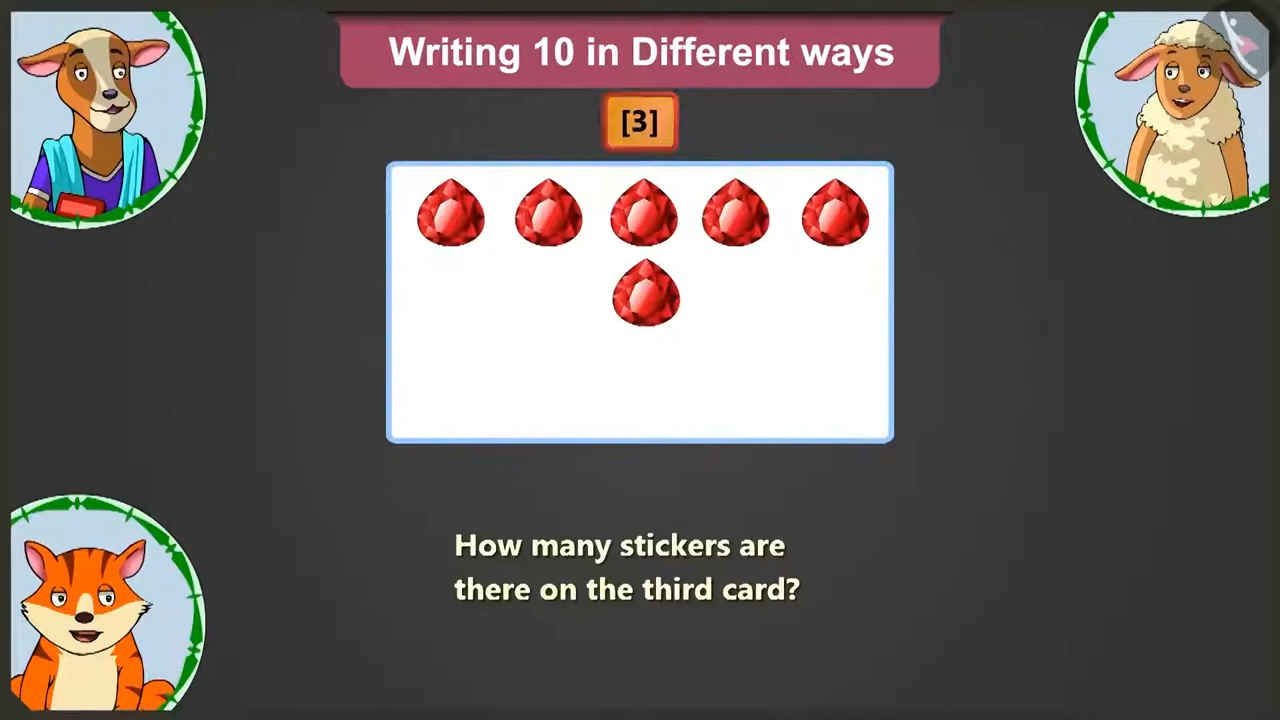 Writing 10 in Different ways
[3]
How many stickers are
there on the third card?